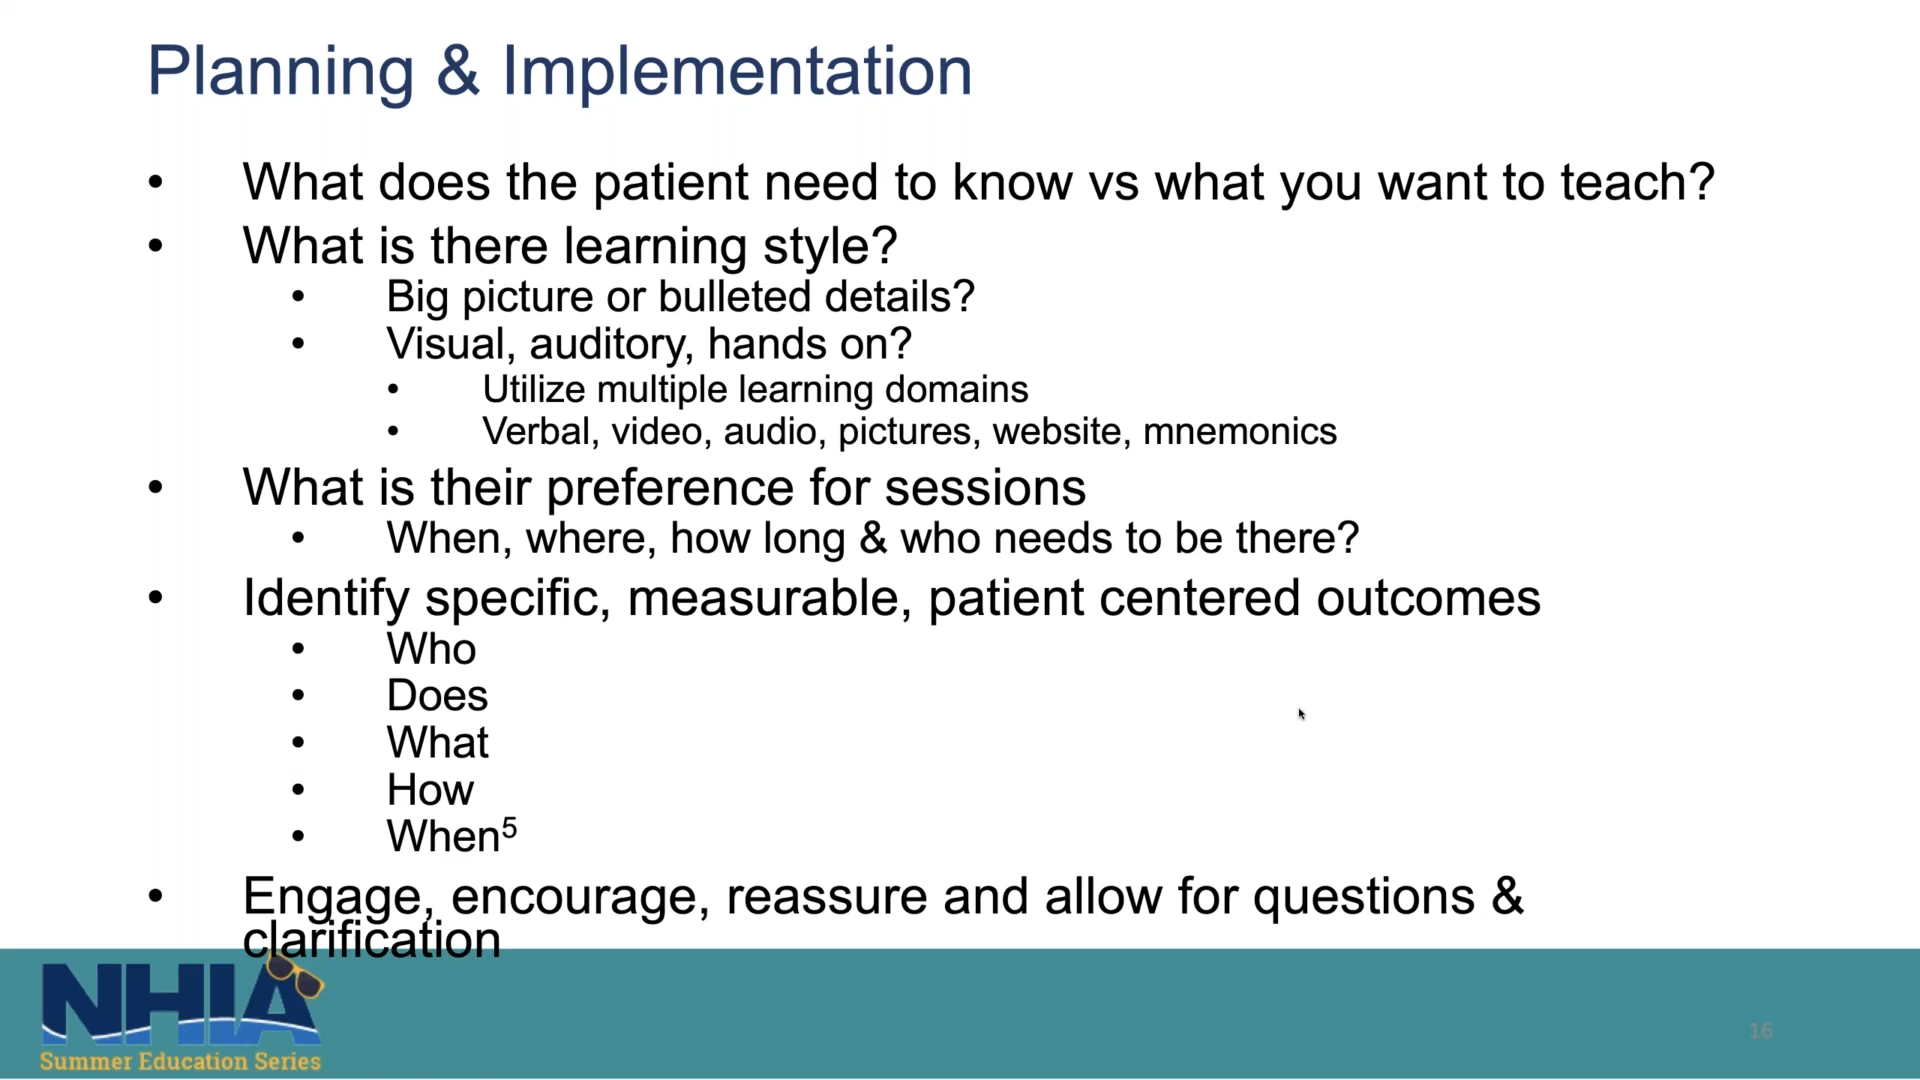 Planning & Implementation
• What does the patient need to know vs what you want to teach?
• What is there learning style?
• Big picture or bulleted details?
• Visual, auditory, hands on?
• Utilize multiple learning domains
• Verbal, video, audio, pictures, website, mnemonics
• What is their preference for sessions
• When, where, how long & who needs to be there?
• Identify specific, measurable, patient centered outcomes
• Who
• Does
• What
• How
• When⁵
• Engage, encourage, reassure and allow for questions &
clarification
NHIA
Summer Education Series
16